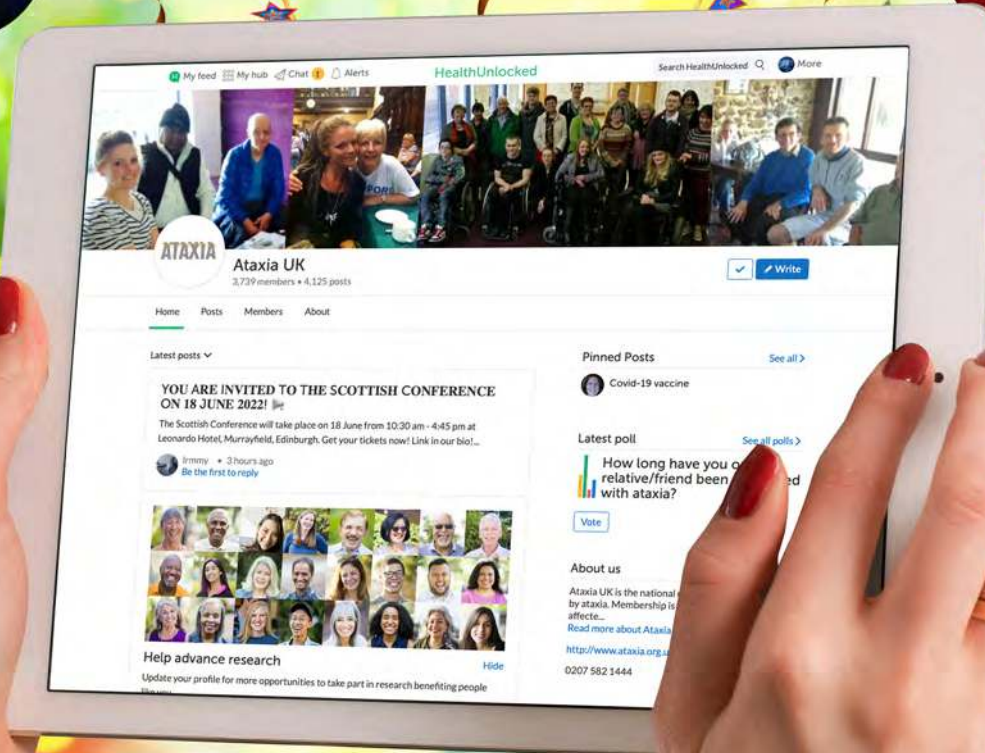 My feed My hub Chat Alerts HealthUnlocked Search HealthUnlocked More
ATAXIA
Ataxia UK
3,739 members • 4,125 posts
Write
Home Posts Members About
Latest posts
YOU ARE INVITED TO THE SCOTTISH CONFERENCE
ON 18 JUNE 2022!
The Scottish Conference will take place on 18 June from 10:30 am - 4:45 pm at
Leonardo Hotel, Murrayfield, Edinburgh. Get your tickets now! Link in our bio!...
Irmmy • 3 hours ago
Be the first to reply
Help advance research
Hide
Update your profile for more opportunities to take part in research benefiting people
Pinned Posts
See all
Covid-19 vaccine
Latest poll
See all polls
How long have you o
relative/friend been ed
with ataxia?
Vote
About us
Ataxia UK is the national
by ataxia. Membership is
affecte...
Read more about Ataxia
http://www.ataxia.org.u
0207 582 1444